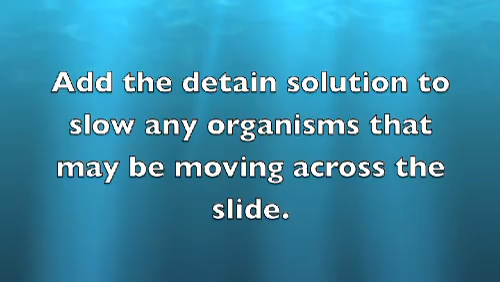 Add the detain solution to
slow any organisms that
may be moving across the
slide.